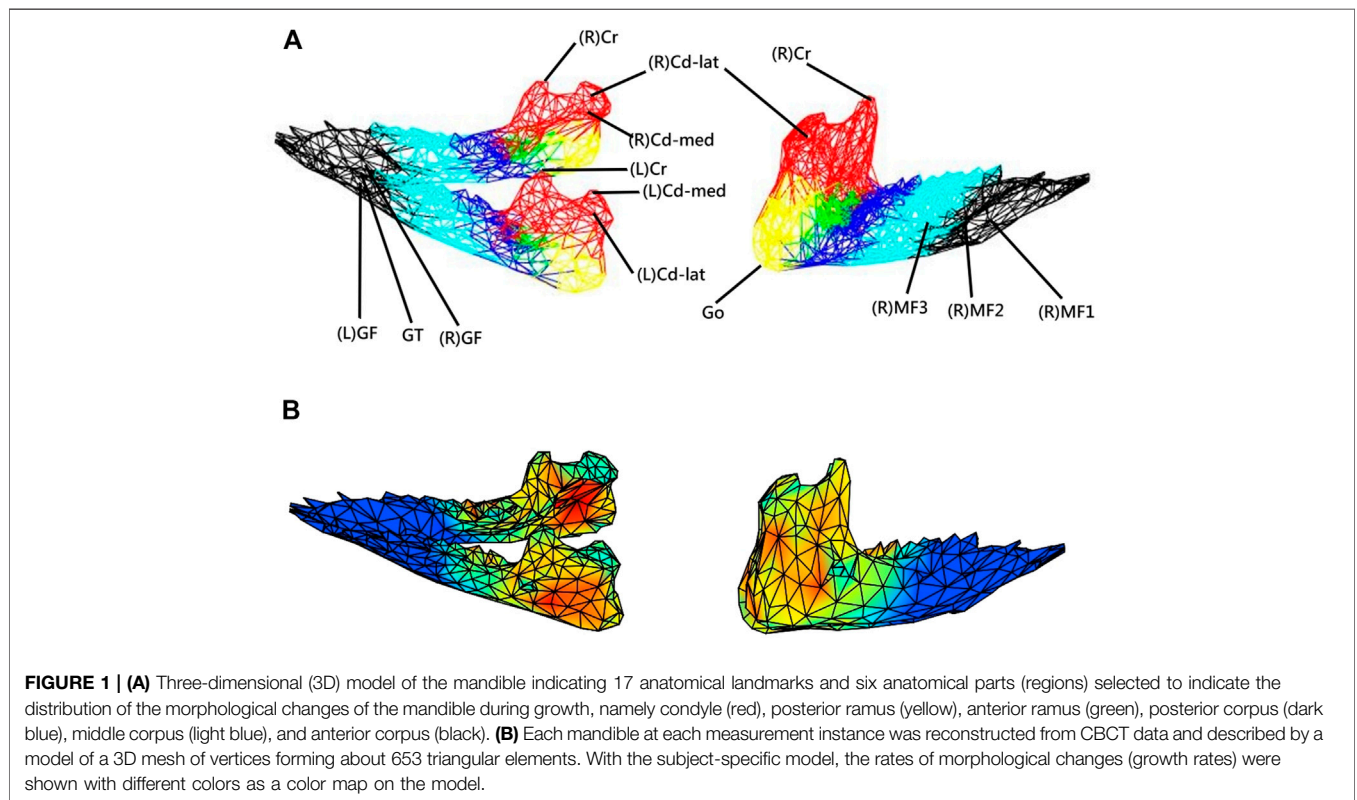 A
(R)Cr
(R)Cd-lat
(R)Cr
(R)Cd-med
(L)Cr
(L)Cd-med
(L)Cd-lat
Go
(R)MF3
(R)MF2
(R)MF1
(L)GF
GT
(R)GF
B
FIGURE 1 | (A) Three-dimensional (3D) model of the mandible indicating 17 anatomical landmarks and six anatomical parts (regions) selected to indicate the
distribution of the morphological changes of the mandible during growth, namely condyle (red), posterior ramus (yellow), anterior ramus (green), posterior corpus (dark
blue), middle corpus (light blue), and anterior corpus (black). (B) Each mandible at each measurement instance was reconstructed from CBCT data and described by a
model of a 3D mesh of vertices forming about 653 triangular elements. With the subject-specific model, the rates of morphological changes (growth rates) were
shown with different colors as a color map on the model.